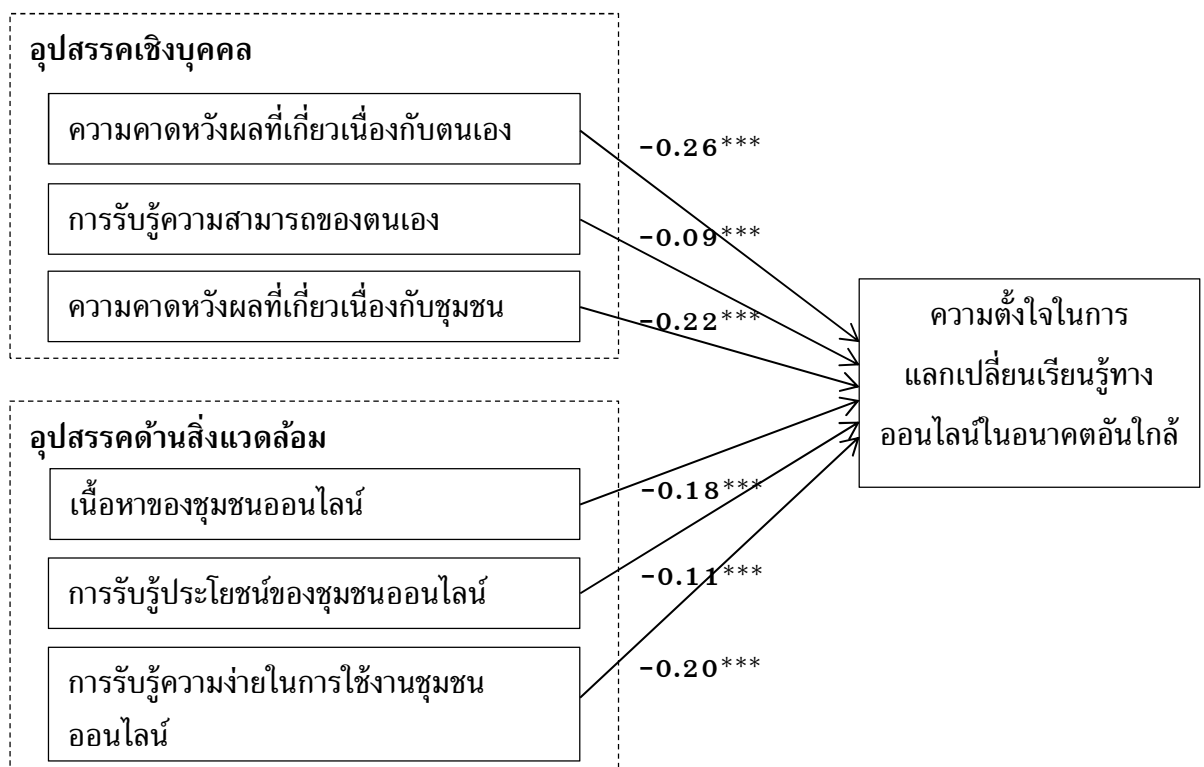 อุปสรรคเชิงบุคคล
ความคาดหวังผลที่เกี่ยวเนื่องกับตนเอง
-0.26***
การรับรู้ความสามารถของตนเอง
-0.09***
ความคาดหวังผลที่เกี่ยวเนื่องกับชุมชน
-0.22***
ความตั้งใจในการ
แลกเปลี่ยนเรียนรู้ทาง
ออนไลน์ในอนาคตอันใกล้
อุปสรรคด้านสิ่งแวดล้อม
เนื้อหาของชุมชนออนไลน์
-0.18***
การรับรู้ประโยชน์ของชุมชนออนไลน์
-0.11***
การรับรู้ความง่ายในการใช้งานชุมชน
ออนไลน์
-0.20***